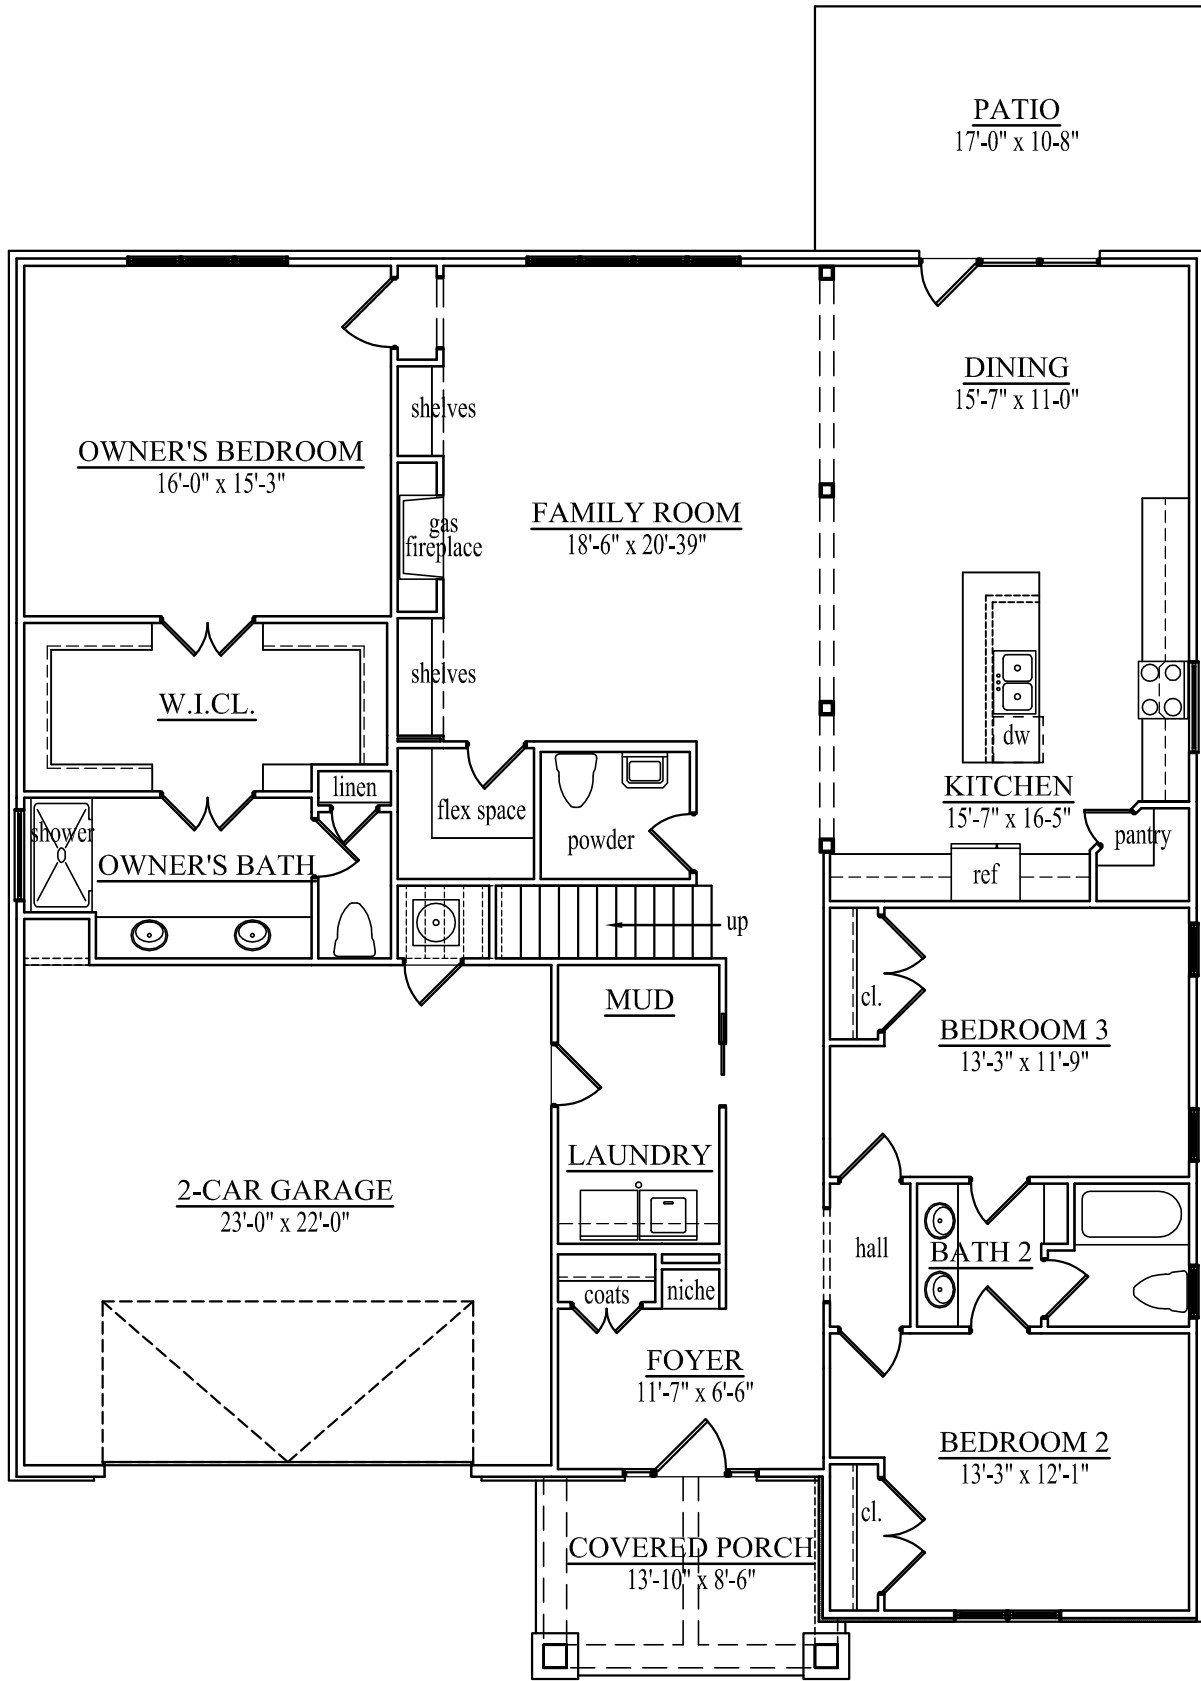 PATIO
17'-0" x 10-8"
DINING
15'-7" x 11-0"
shelves
OWNER'S BEDROOM
16'-0" x 15'-3"
FAMILY ROOM
18'-6" x 20'-39"
gas
fireplace
shelves
W.I.CL.
dw
KITCHEN
15'-7" x 16-5"
linen
flex space
pantry
shower
powder
OWNER'S BATH
ref
up
cl.
MUD
BEDROOM 3
13'-3" x 11'-9"
LAUNDRY
2-CAR GARAGE
23'-0" x 22'-0"
hall
BATH 2
coats
niche
FOYER
11'-7" x 6'-6"
BEDROOM 2
13'-3" x 12'-1"
cl.
COVERED PORCH
13'-10" x 8'-6"